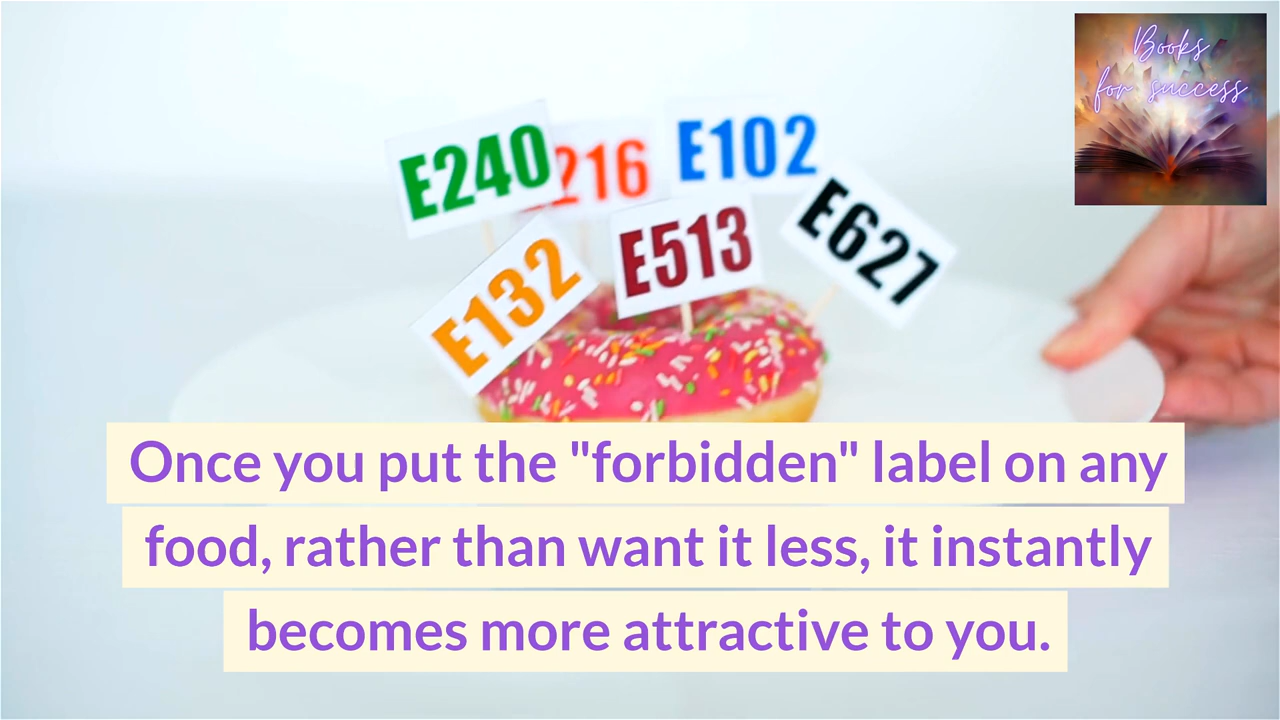 Books
for success
E240
216
E102
E627
E513
E132
Once you put the "forbidden" label on any
food, rather than want it less, it instantly
becomes more attractive to you.